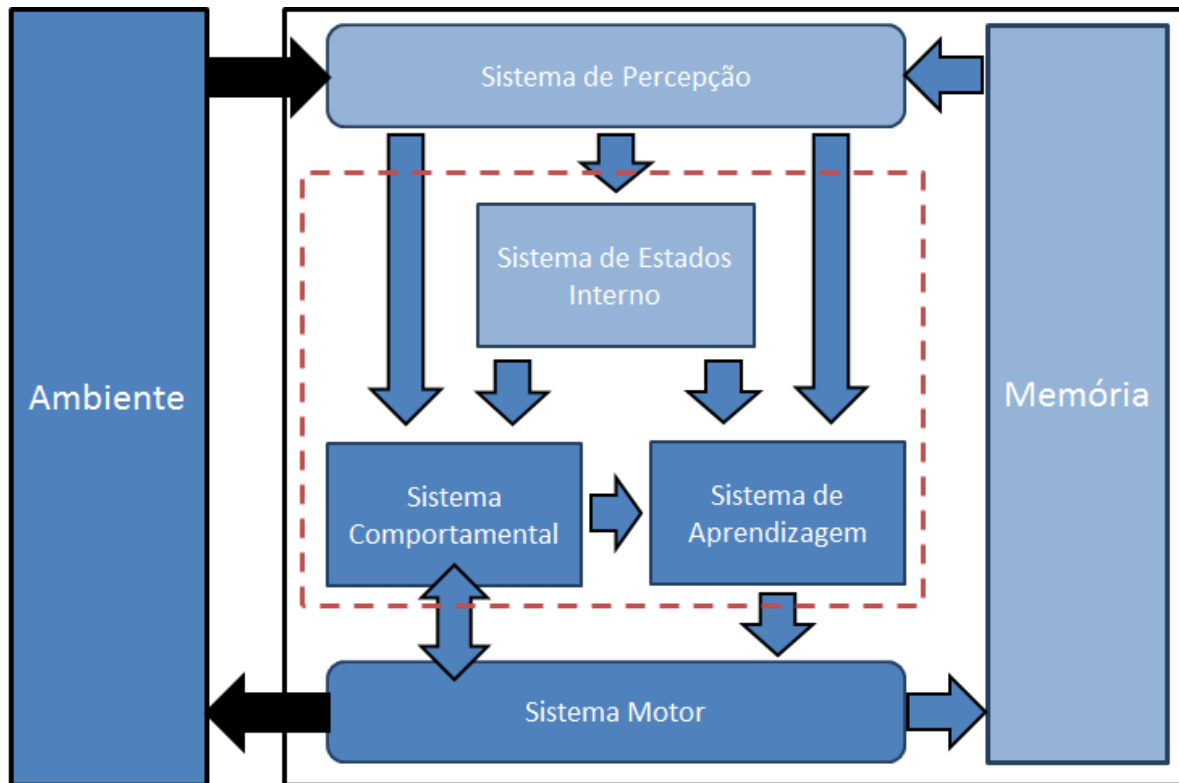 Sistema de Percepção
Sistema de Estados
Interno
Ambiente
Memória
Sistema
Comportamental
Sistema de
Aprendizagem
Sistema Motor